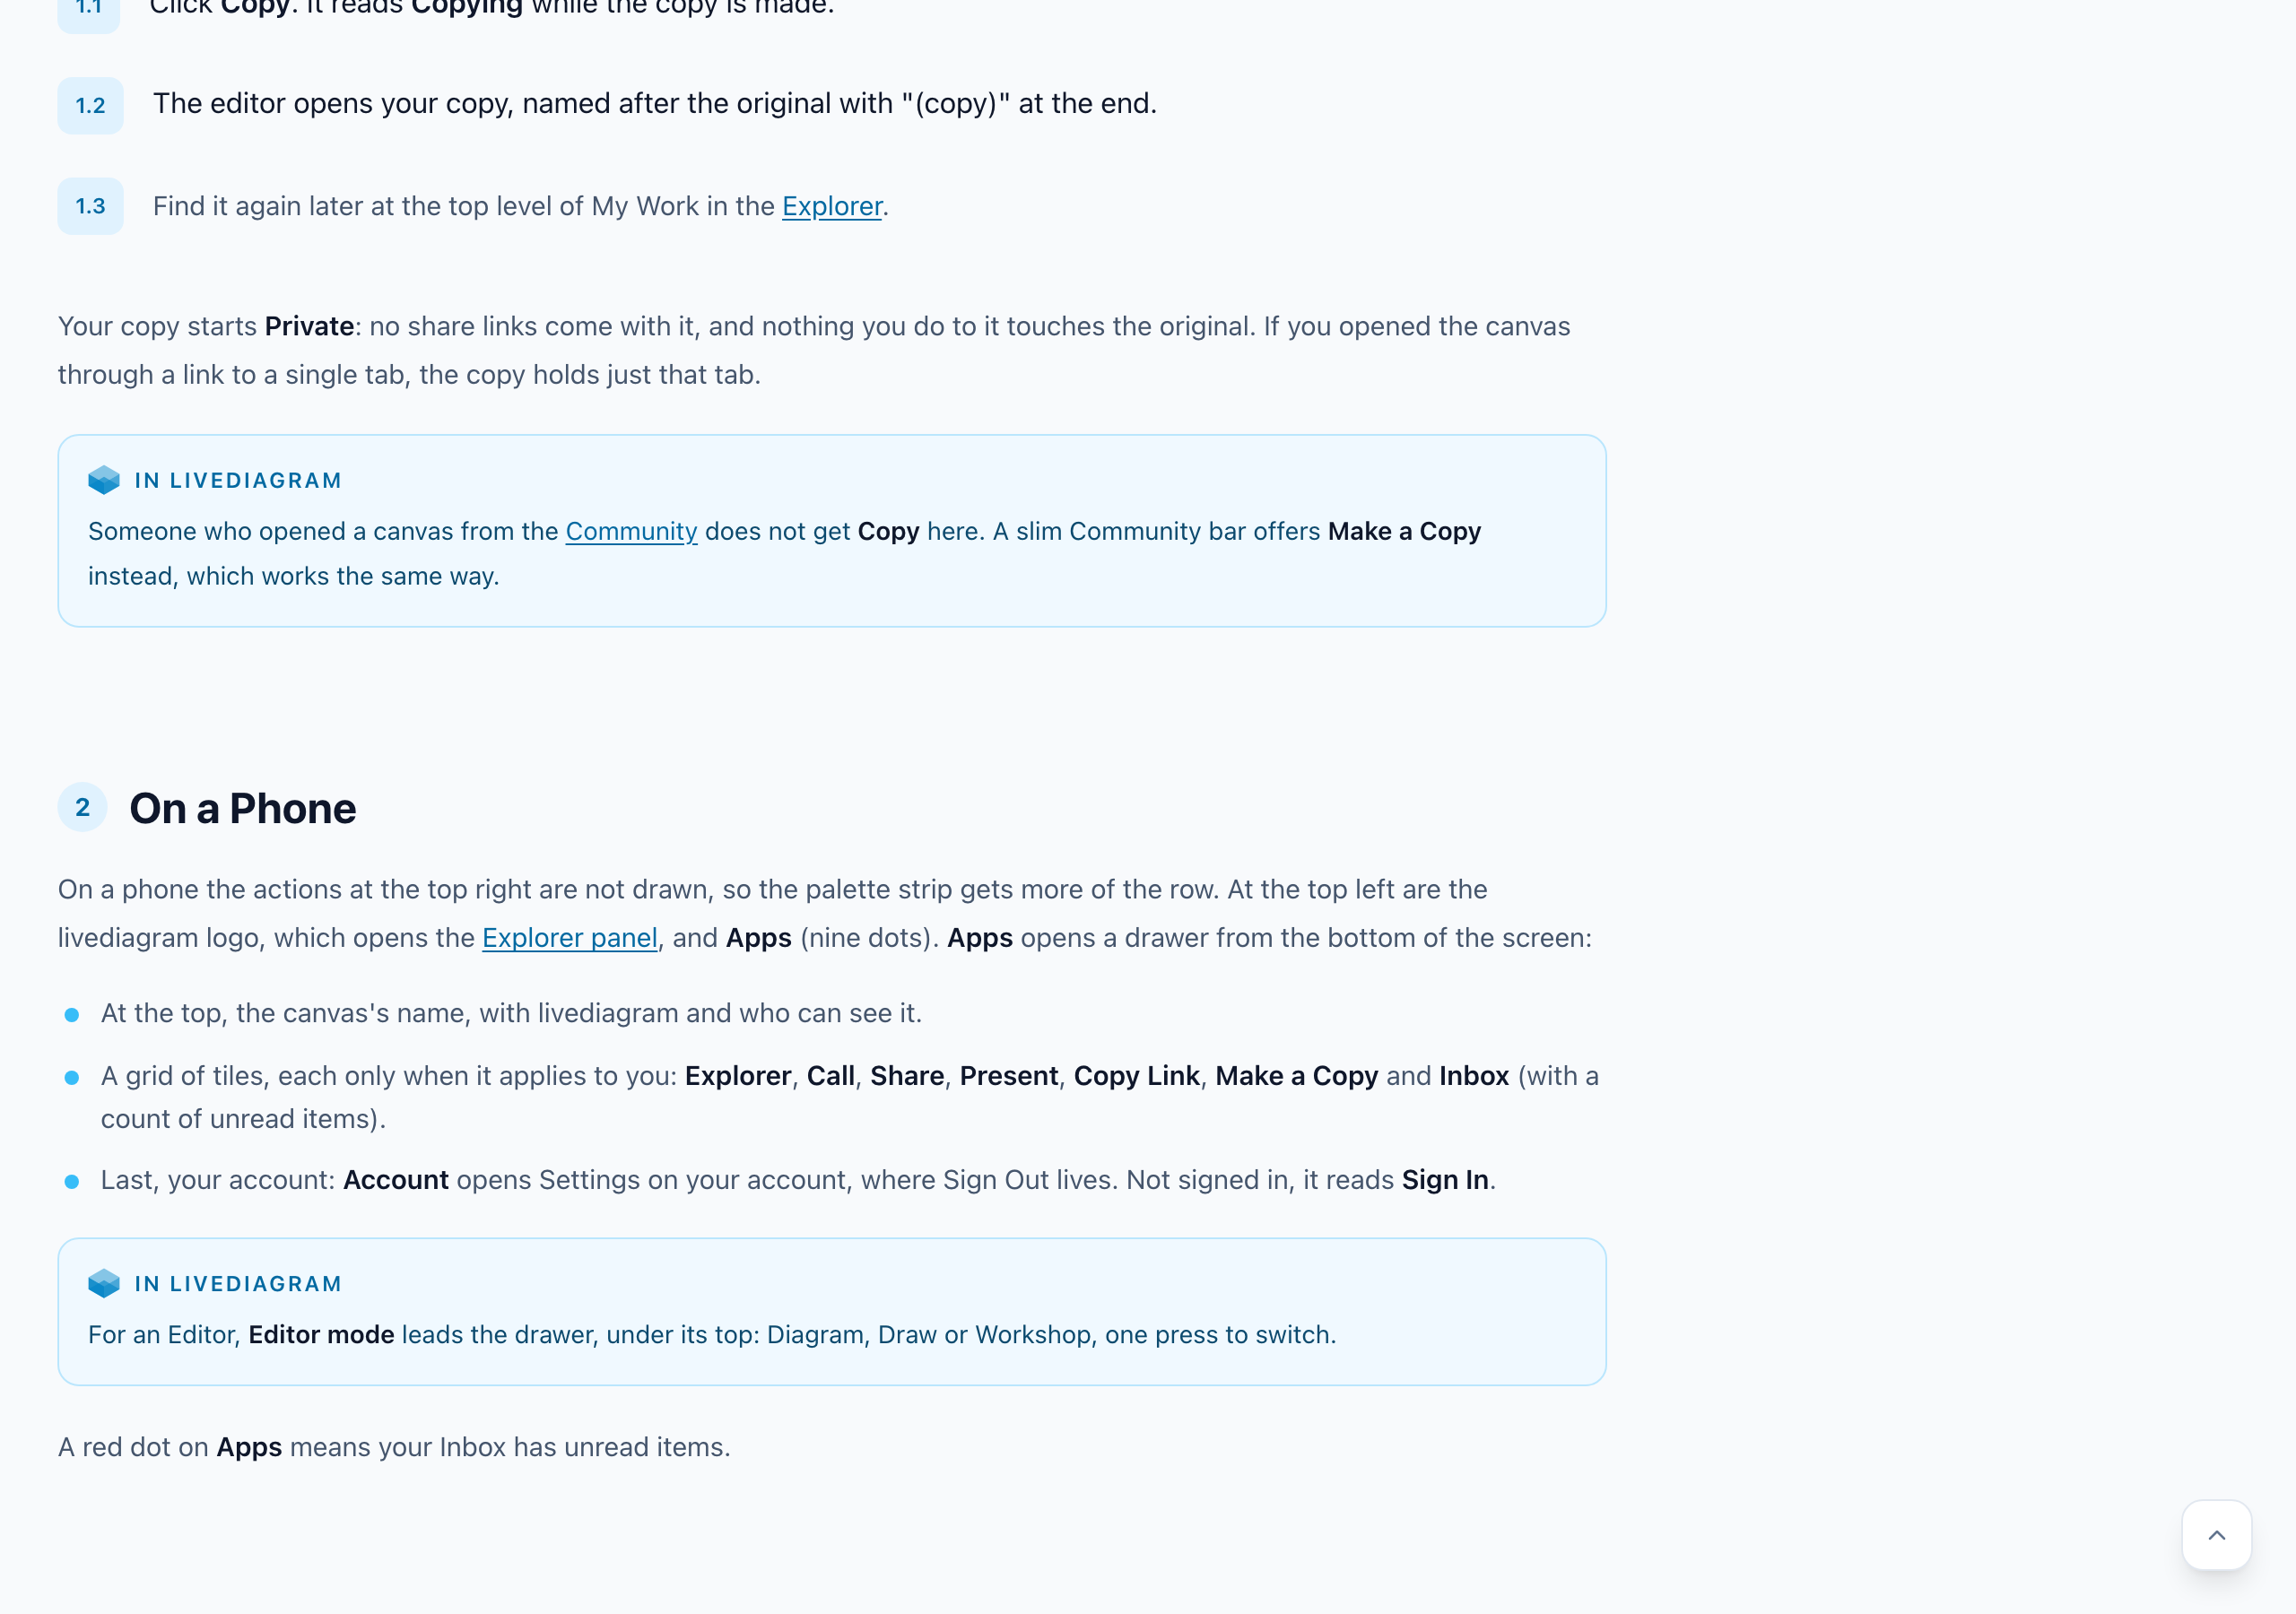 1.1 Click Copy. It reads Copying while the copy is made.
1.2 The editor opens your copy, named after the original with "(copy)" at the end.
1.3 Find it again later at the top level of My Work in the Explorer.
Your copy starts Private: no share links come with it, and nothing you do to it touches the original. If you opened the canvas
through a link to a single tab, the copy holds just that tab.
IN LIVEDIAGRAM
Someone who opened a canvas from the Community does not get Copy here. A slim Community bar offers Make a Copy
instead, which works the same way.
2 On a Phone
On a phone the actions at the top right are not drawn, so the palette strip gets more of the row. At the top left are the
livediagram logo, which opens the Explorer panel, and Apps (nine dots). Apps opens a drawer from the bottom of the screen:
At the top, the canvas's name, with livediagram and who can see it.
A grid of tiles, each only when it applies to you: Explorer, Call, Share, Present, Copy Link, Make a Copy and Inbox (with a
count of unread items).
Last, your account: Account opens Settings on your account, where Sign Out lives. Not signed in, it reads Sign In.
IN LIVEDIAGRAM
For an Editor, Editor mode leads the drawer, under its top: Diagram, Draw or Workshop, one press to switch.
A red dot on Apps means your Inbox has unread items.